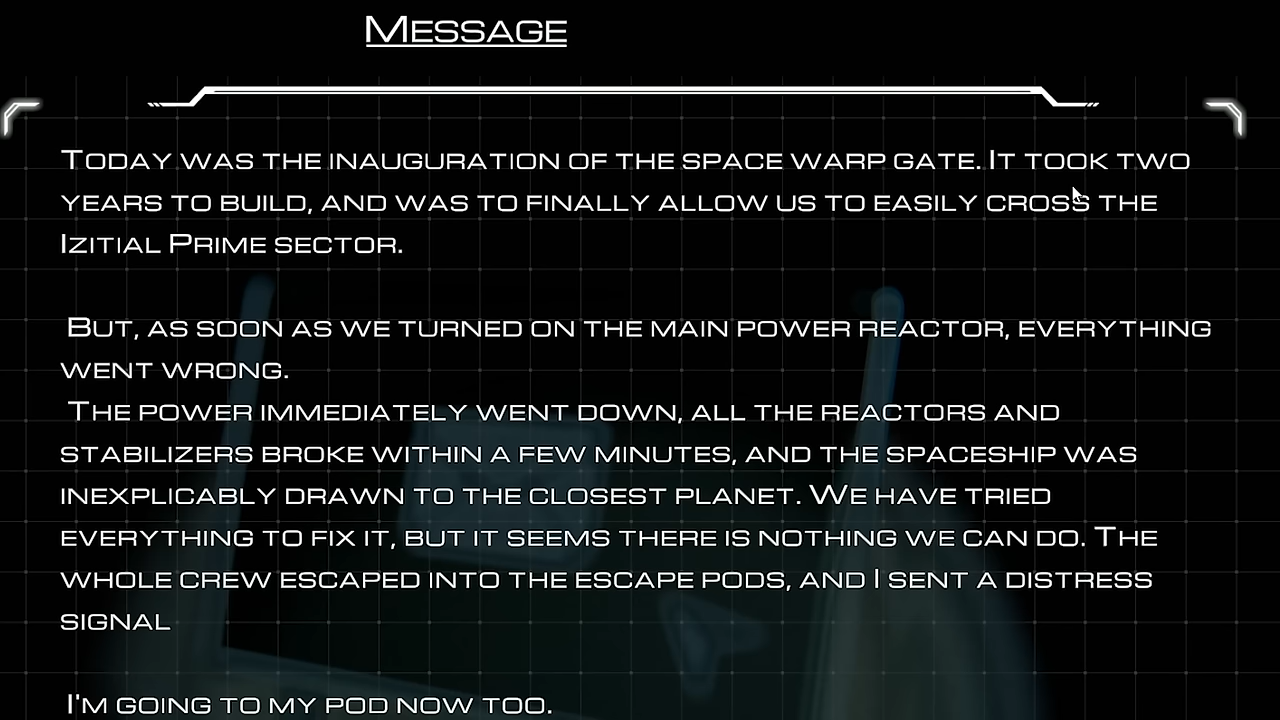 Message
Today was the inauguration of the space warp gate. It took two
years to build, and was to finally allow us to easily cross the
Izitial Prime sector.
But, as soon as we turned on the main power reactor, everything
went wrong.
The power immediately went down, all the reactors and
stabilizers broke within a few minutes, and the spaceship was
inexplicably drawn to the closest planet. We have tried
everything to fix it, but it seems there is nothing we can do. The
whole crew escaped into the escape pods, and I sent a distress
signal
I'm going to my pod now too.